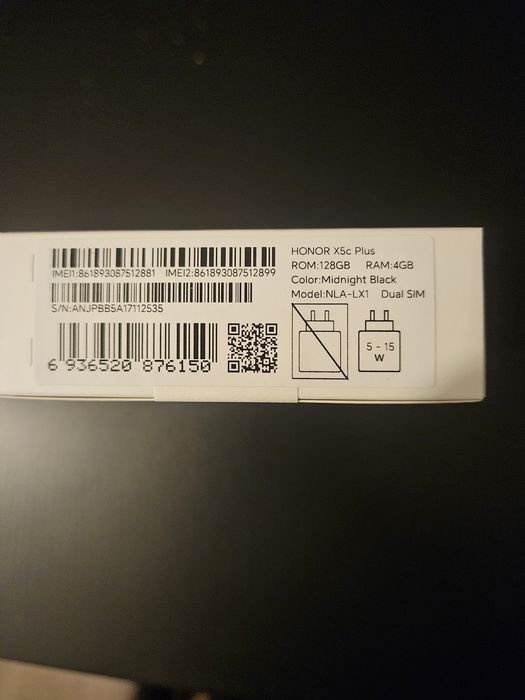 IMEI1:861893087512881 IMEI2:861893087512899
S/N:ANJPBB5A17112535
6 936520 876150
HONOR X5c Plus
ROM:128GB RAM:4GB
Color:Midnight Black
Model:NLA-LX1 Dual SIM
5 - 15
W